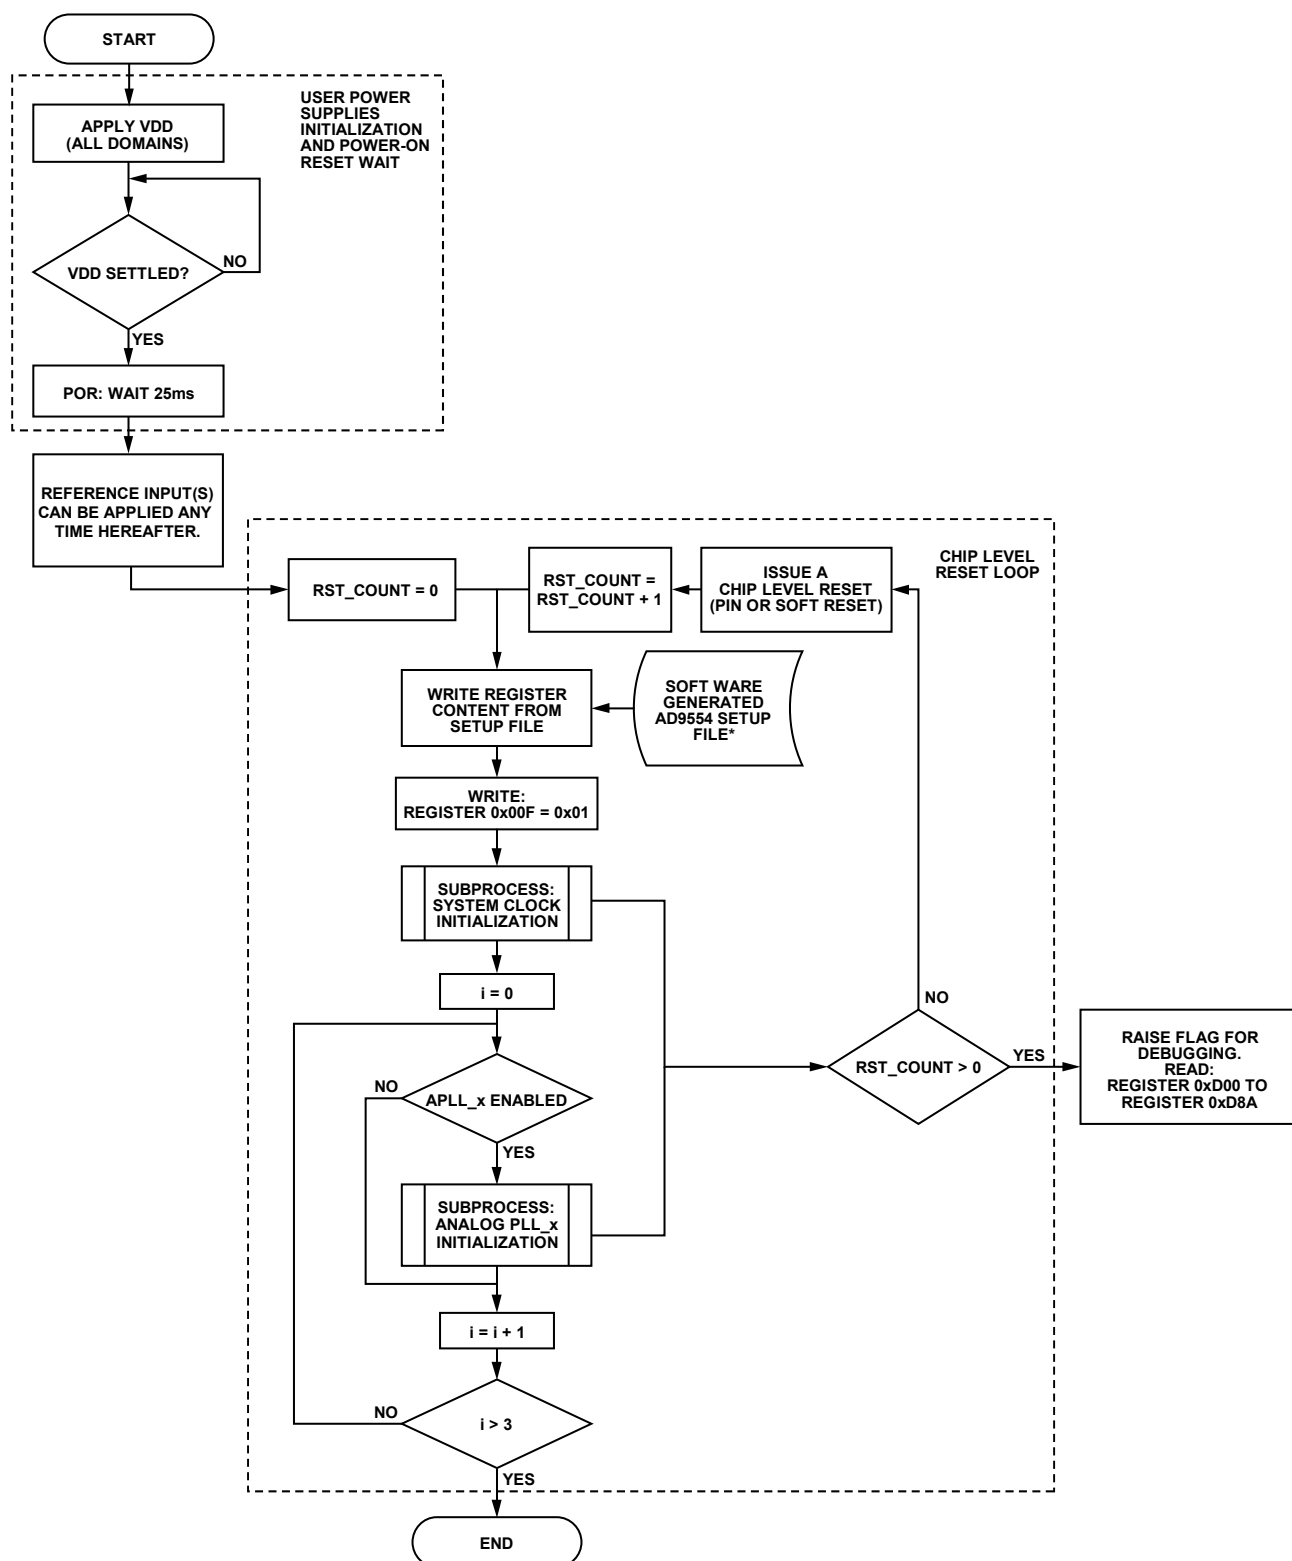 START
USER POWER
SUPPLIES
INITIALIZATION
AND POWER-ON
RESET WAIT
APPLY VDD
(ALL DOMAINS)
VDD SETTLED?
NO
YES
POR: WAIT 25ms
REFERENCE INPUT(S)
CAN BE APPLIED ANY
TIME HEREAFTER.
CHIP LEVEL
RESET LOOP
RST_COUNT = 0
RST_COUNT =
RST_COUNT + 1
ISSUE A
CHIP LEVEL RESET
(PIN OR SOFT RESET)
WRITE REGISTER
CONTENT FROM
SETUP FILE
SOFT WARE
GENERATED
AD9554 SETUP
FILE*
WRITE:
REGISTER 0x00F = 0x01
SUBPROCESS:
SYSTEM CLOCK
INITIALIZATION
i = 0
NO
APLL_x ENABLED
YES
NO
RST_COUNT > 0
YES
RAISE FLAG FOR
DEBUGGING.
READ:
REGISTER 0xD00 TO
REGISTER 0xD8A
SUBPROCESS:
ANALOG PLL_x
INITIALIZATION
i = i + 1
NO
i > 3
YES
END